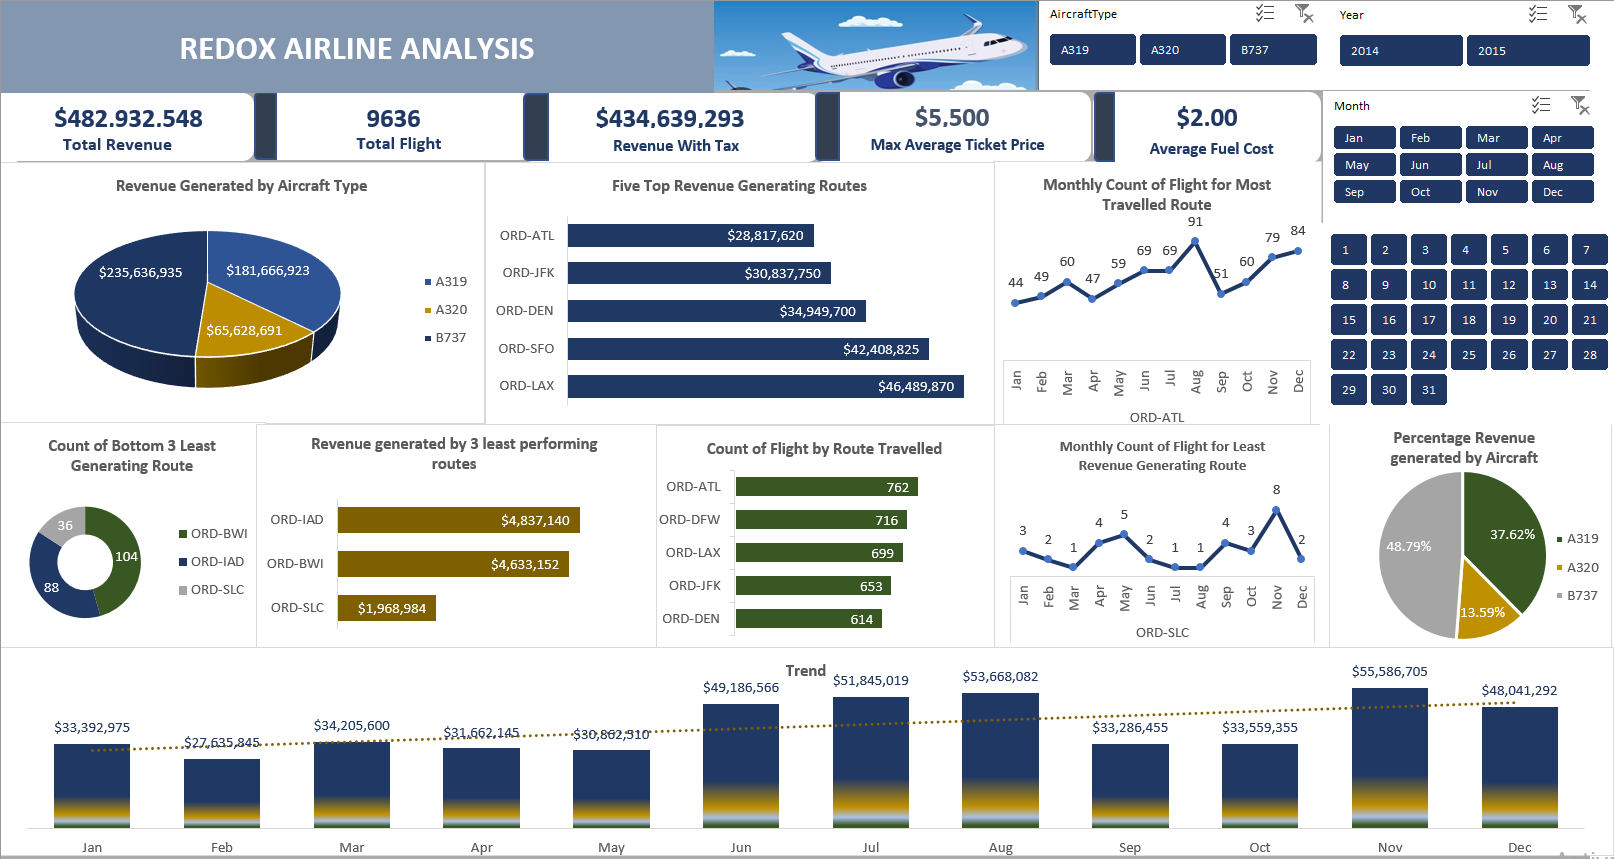 REDOX AIRLINE ANALYSIS
AircraftType
A319 A320 B737
Year
2014 2015
$482.932.548
Total Revenue
9636
Total Flight
$434,639,293
Revenue With Tax
$5,500
Max Average Ticket Price
$2.00
Average Fuel Cost
Month
Jan Feb Mar Apr
May Jun Jul Aug
Sep Oct Nov Dec
1 2 3 4 5 6 7
8 9 10 11 12 13 14
15 16 17 18 19 20 21
22 23 24 25 26 27 28
29 30 31
Revenue Generated by Aircraft Type
$235,636,935
$181,666,923
$65,628,691
A319
A320
B737
Five Top Revenue Generating Routes
ORD-ATL $28,817,620
ORD-JFK $30,837,750
ORD-DEN $34,949,700
ORD-SFO $42,408,825
ORD-LAX $46,489,870
Monthly Count of Flight for Most
Travelled Route
44 49 60 47 59 69 69 91 51 60 79 84
Jan Feb Mar Apr May Jun Jul Aug Sep Oct Nov Dec
ORD-ATL
Count of Bottom 3 Least
Generating Route
36
104
88
ORD-BWI
ORD-IAD
ORD-SLC
Revenue generated by 3 least performing
routes
ORD-IAD $4,837,140
ORD-BWI $4,633,152
ORD-SLC $1,968,984
Count of Flight by Route Travelled
ORD-ATL 762
ORD-DFW 716
ORD-LAX 699
ORD-JFK 653
ORD-DEN 614
Monthly Count of Flight for Least
Revenue Generating Route
3 2 1 4 5 2 1 1 4 3 8 2
Jan Feb Mar Apr May Jun Jul Aug Sep Oct Nov Dec
ORD-SLC
Percentage Revenue
generated by Aircraft
37.62%
48.79%
13.59%
A319
A320
B737
Trend
$33,392,975 $27,635,845 $34,205,600 $31,662,145 $30,862,510 $49,186,566 $51,845,019 $53,668,082 $33,286,455 $33,559,355 $55,586,705 $48,041,292
Jan Feb Mar Apr May Jun Jul Aug Sep Oct Nov Dec